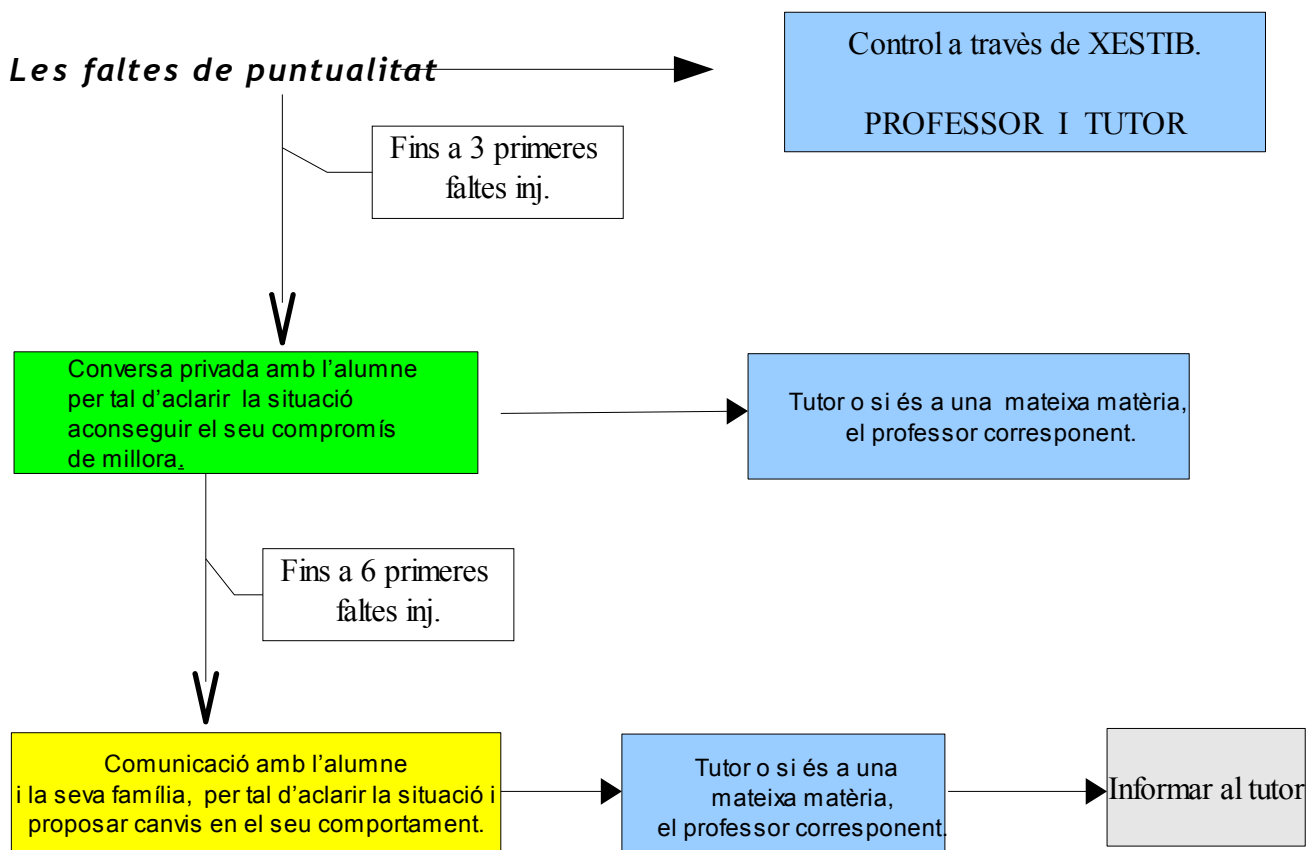 Les faltes de puntualitat
Control a travès de XESTIB.
PROFESSOR I TUTOR
Fins a 3 primeres
faltes inj.
Conversa privada amb l'alumne
per tal d'aclarir la situació
aconseguir el seu compromís
de millora.
Tutor o si és a una mateixa matèria,
el professor corresponent.
Fins a 6 primeres
faltes inj.
Comunicació amb l'alumne
i la seva família, per tal d'aclarir la situació i
proposar canvis en el seu comportament.
Tutor o si és a una
mateixa matèria,
el professor corresponent.
Informar al tutor